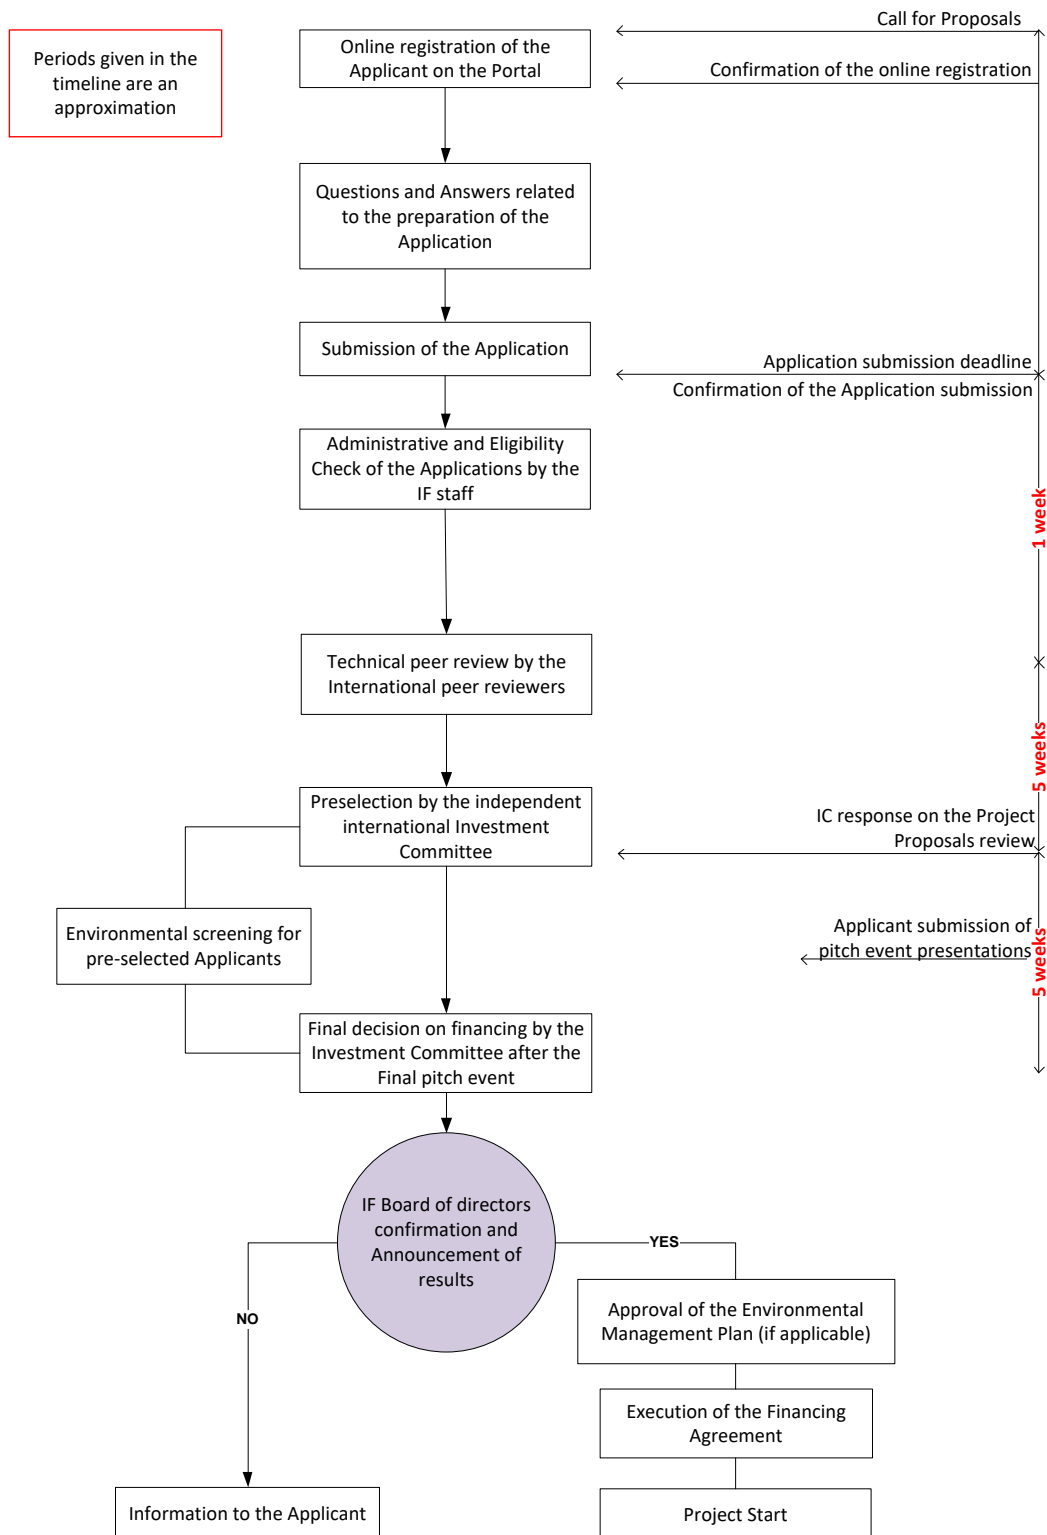 Periods given in the
timeline are an
approximation
Online registration of the
Applicant on the Portal
Call for Proposals
Confirmation of the online registration
Questions and Answers related
to the preparation of the
Application
Submission of the Application
Application submission deadline
Confirmation of the Application submission
Administrative and Eligibility
Check of the Applications by the
IF staff
1 week
Technical peer review by the
International peer reviewers
5 weeks
Preselection by the independent
international Investment
Committee
IC response on the Project
Proposals review
Environmental screening for
pre-selected Applicants
Applicant submission of
pitch event presentations
5 weeks
Final decision on financing by the
Investment Committee after the
Final pitch event
IF Board of directors
confirmation and
Announcement of
results
YES
NO
Approval of the Environmental
Management Plan (if applicable)
Execution of the Financing
Agreement
Information to the Applicant
Project Start